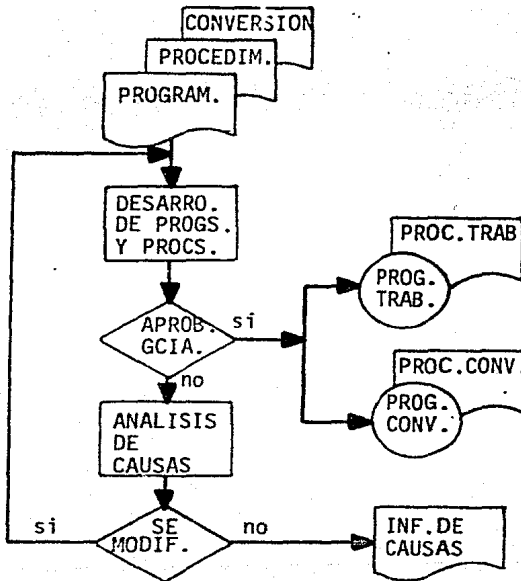 CONVERSION
PROCEDIM.
PROGRAM.
DESARRO.
DE PROGS.
Y PROCS.
PROC.TRAB
PROG.
TRAB.
APROB.
GCIA.
si
no
PROC.CONV.
PROG.
CONV.
ANALISIS
DE
CAUSAS
si
SE
MODIF.
no
INF.DE
CAUSAS